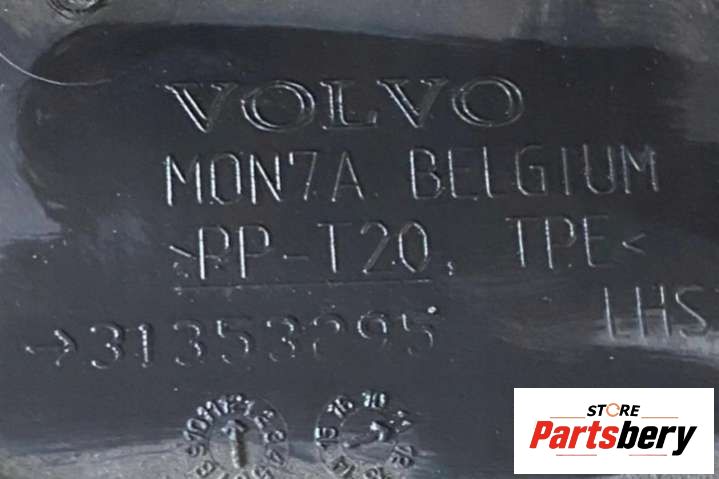 VOLVO
MON7A. BELGIUM
>PP-T20, TPE<
→31353295
LHS
STORE
Partsbery